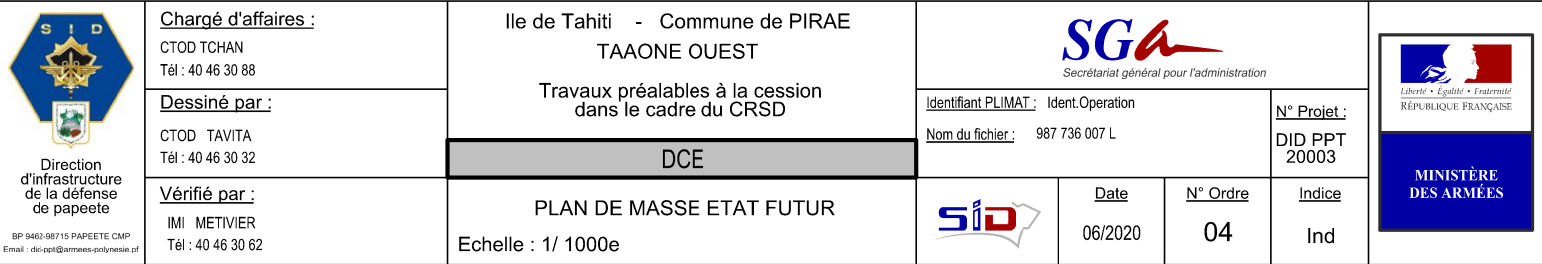 SID
Direction
d'infrastructure
de la défense
de papeete
BP 9462-98715 PAPEETE CMP
Email : did-ppt@armees-polynesie.pf
Chargé d'affaires :
CTOD TCHAN
Tél : 40 46 30 88
Dessiné par :
CTOD TAVITA
Tél : 40 46 30 32
Vérifié par :
IMI METIVIER
Tél : 40 46 30 62
Ile de Tahiti - Commune de PIRAE
TAAONE OUEST
Travaux préalables à la cession
dans le cadre du CRSD
DCE
PLAN DE MASSE ETAT FUTUR
Echelle : 1/ 1000e
SGa
Secrétariat général pour l'administration
Identifiant PLIMAT : Ident.Operation
Nom du fichier : 987 736 007 L
N° Projet :
DID PPT
20003
SID
Date
06/2020
N° Ordre
04
Indice
Ind
Liberté • Égalité • Fraternité
RÉPUBLIQUE FRANÇAISE
MINISTÈRE
DES ARMÉES